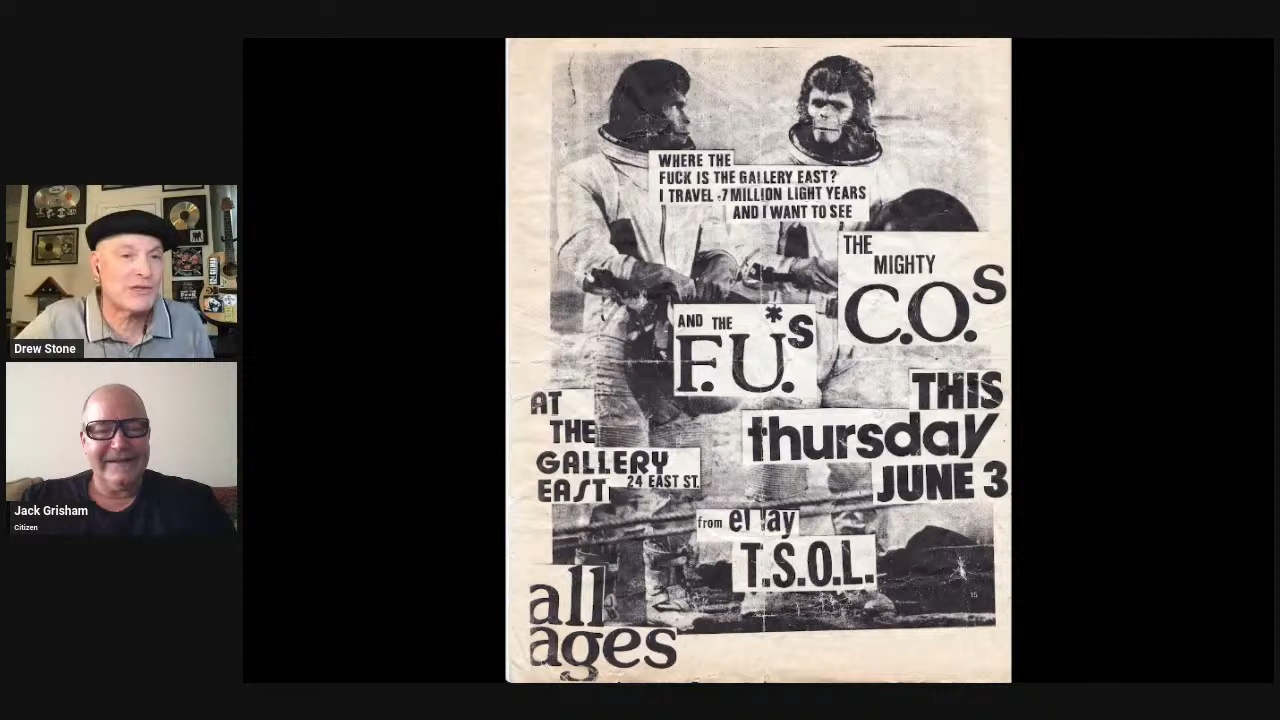 Drew Stone
Jack Grisham
Citizen
WHERE THE
FUCK IS THE GALLERY EAST?
I TRAVEL 7 MILLION LIGHT YEARS
AND I WANT TO SEE
THE
MIGHTY
C.O.s
AND THE
F.U.*s
THIS
thursday
JUNE 3
AT
THE
GALLERY
EAST
24 EAST ST.
from
T.S.O.L.
all
ages